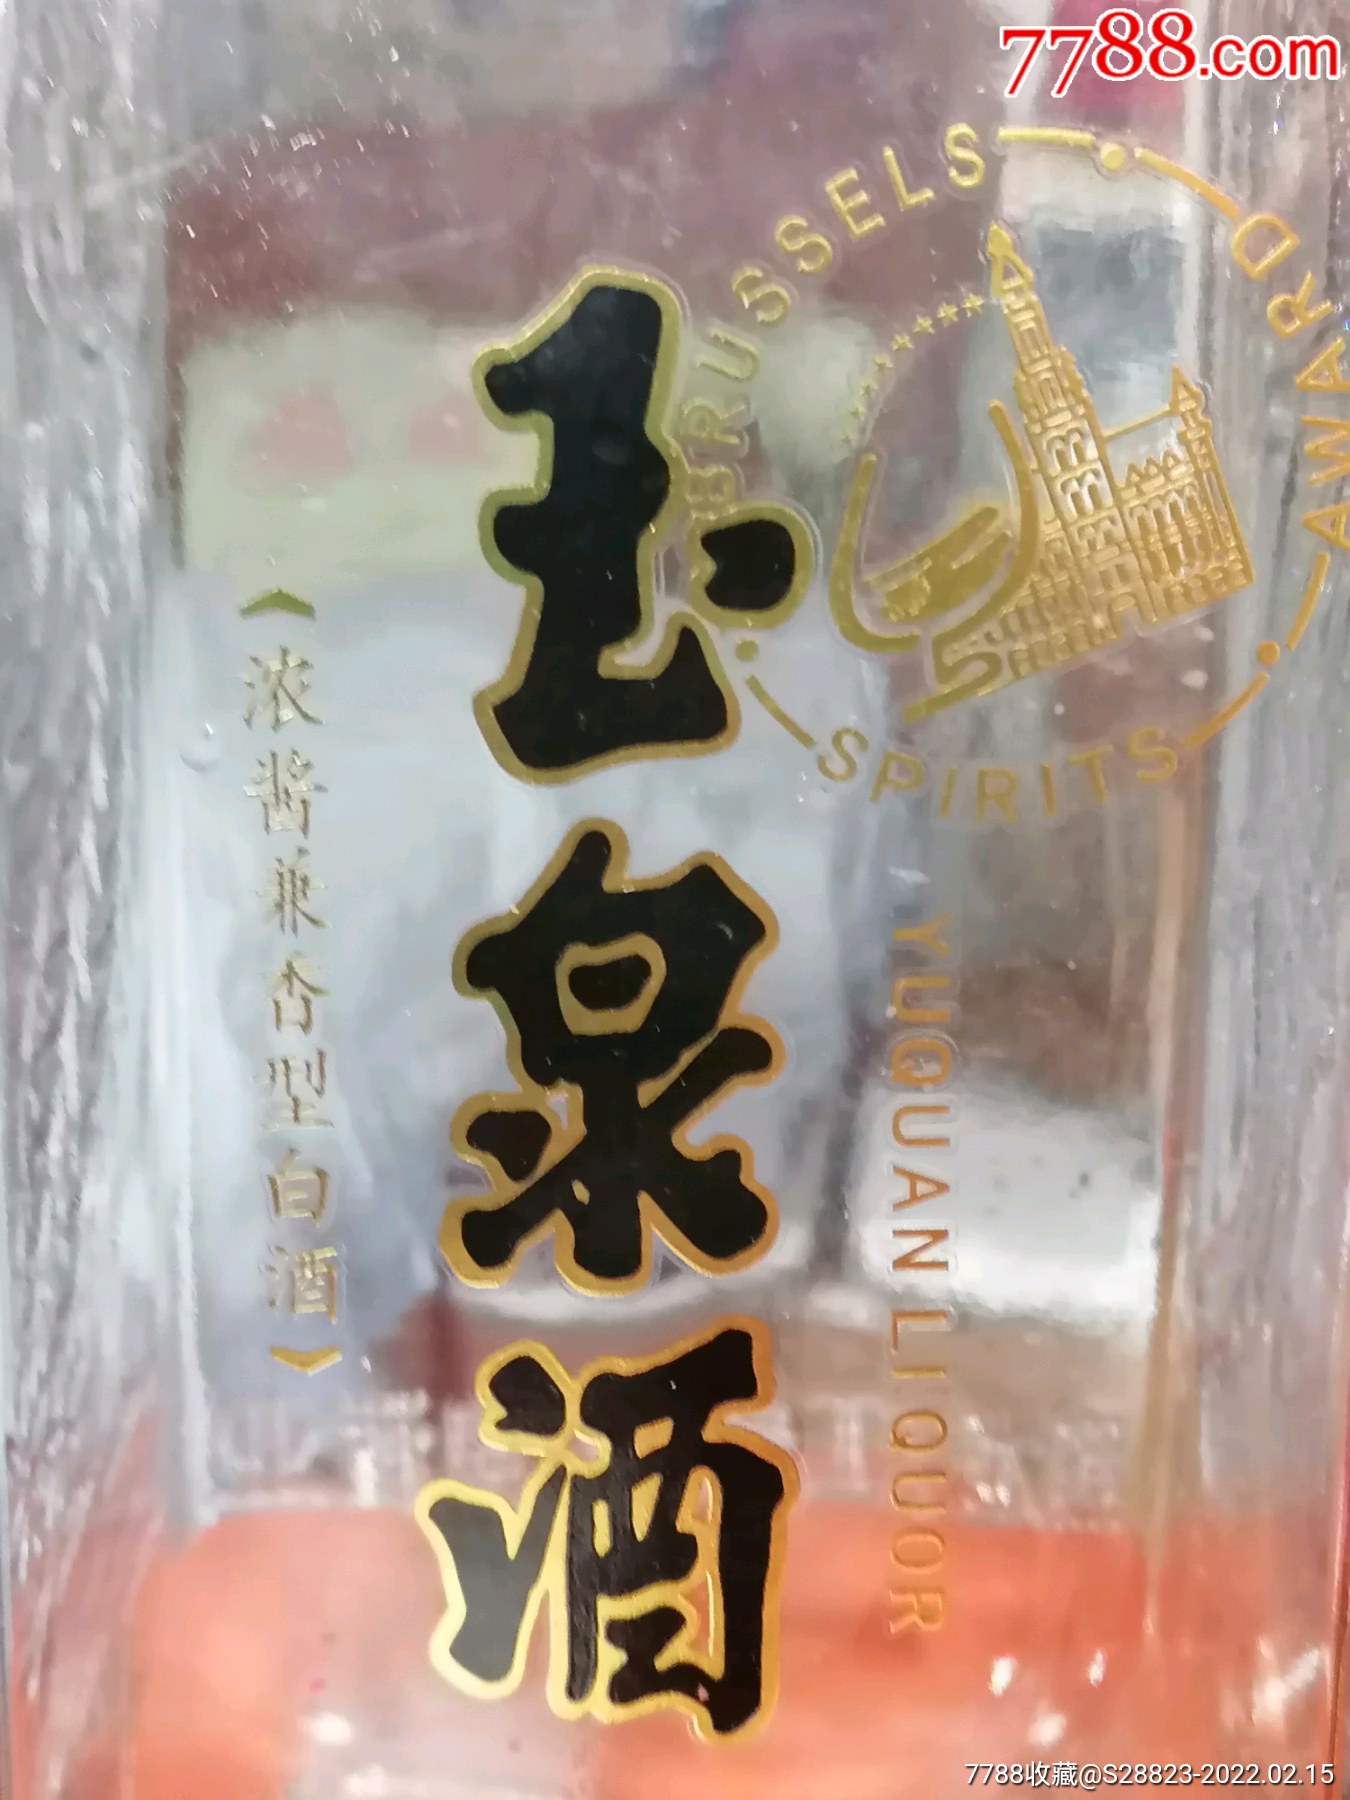 7788.com
BRUSSELS
AWARD
SPIRITS
玉泉酒
《浓酱兼香型白酒》
YUQUAN LIQUOR
7788收藏@S28823-2022.02.15